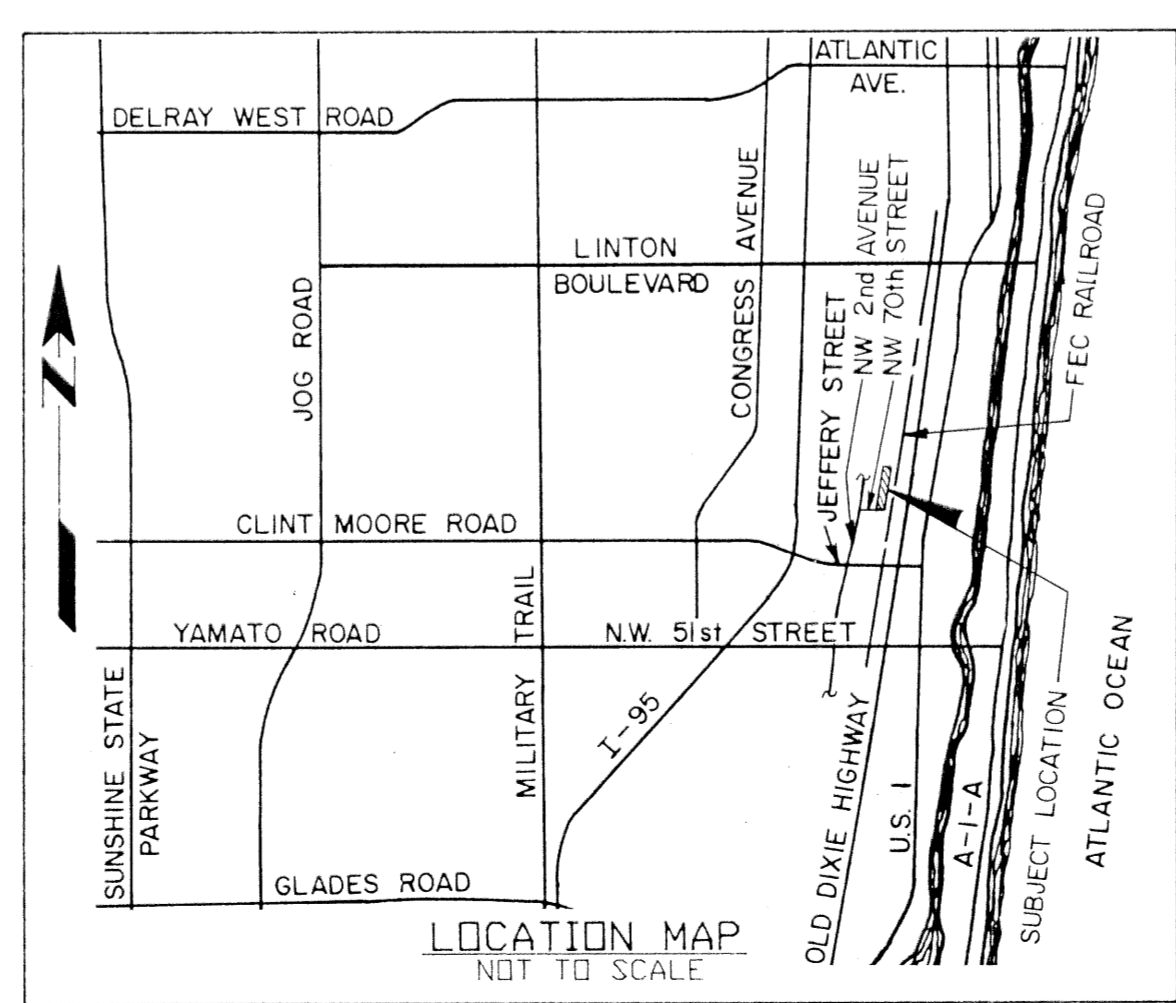 ATLANTIC
AVE.
DELRAY WEST ROAD
LINTON
BOULEVARD
CONGRESS AVENUE
JEFFERY STREET
NW 2nd AVENUE
NW 70th STREET
FEC RAILROAD
N
JOG ROAD
CLINT MOORE ROAD
YAMATO ROAD
N.W. 51st STREET
MILITARY TRAIL
SUNSHINE STATE
PARKWAY
I-95
OLD DIXIE HIGHWAY
U.S. 1
A-1-A
SUBJECT LOCATION
ATLANTIC OCEAN
GLADES ROAD
LOCATION MAP
NOT TO SCALE